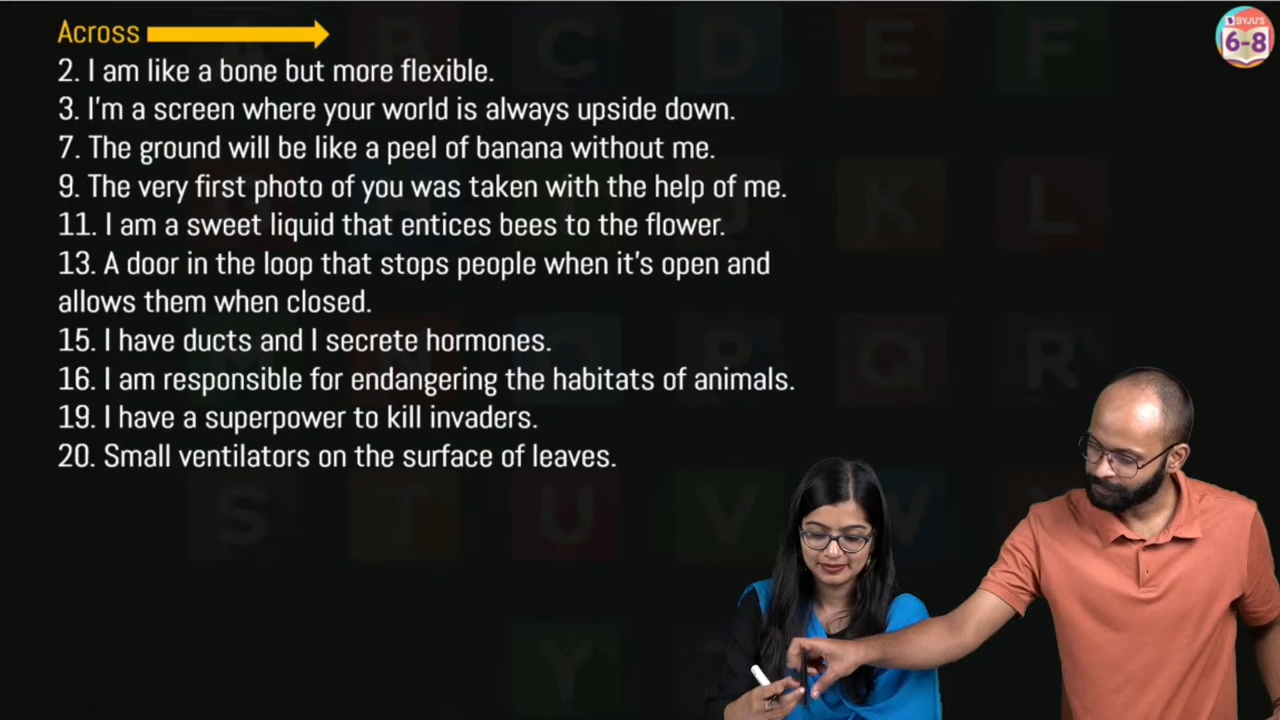 Across
BYJU'S
6-8
2. I am like a bone but more flexible.
3. I'm a screen where your world is always upside down.
7. The ground will be like a peel of banana without me.
9. The very first photo of you was taken with the help of me.
11. I am a sweet liquid that entices bees to the flower.
13. A door in the loop that stops people when it's open and
allows them when closed.
15. I have ducts and I secrete hormones.
16. I am responsible for endangering the habitats of animals.
19. I have a superpower to kill invaders.
20. Small ventilators on the surface of leaves.
B C D E F
K L
P Q R
S T U V W
Y